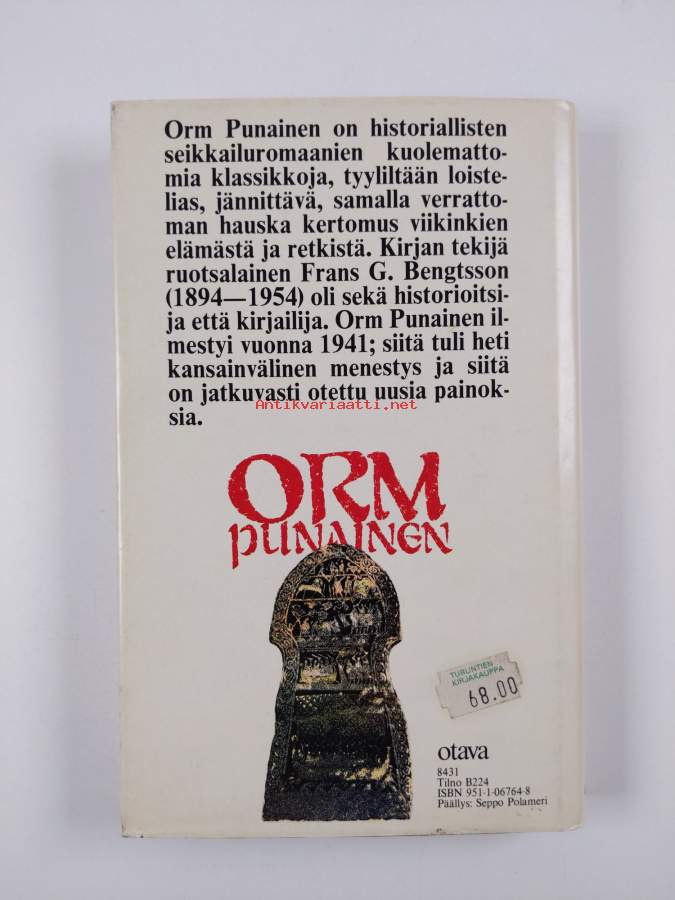 Orm Punainen on historiallisten
seikkailuromaanien kuolematto-
mia klassikkoja, tyyliltään loiste-
lias, jännittävä, samalla verratto-
man hauska kertomus viikinkien
elämästä ja retkistä. Kirjan tekijä
ruotsalainen Frans G. Bengtsson
(1894—1954) oli sekä historioitsi-
ja että kirjailija. Orm Punainen il-
mestyi vuonna 1941; siitä tuli heti
kansainvälinen menestys ja siitä
on jatkuvasti otettu uusia painok-
sia.
Antikvariaatti.net
ORM
PUNAINEN
TURUNTIEN
KIRJAKAUPPA
68.00
otava
8431
Tilno B224
ISBN 951-1-06764-8
Päällys: Seppo Polameri